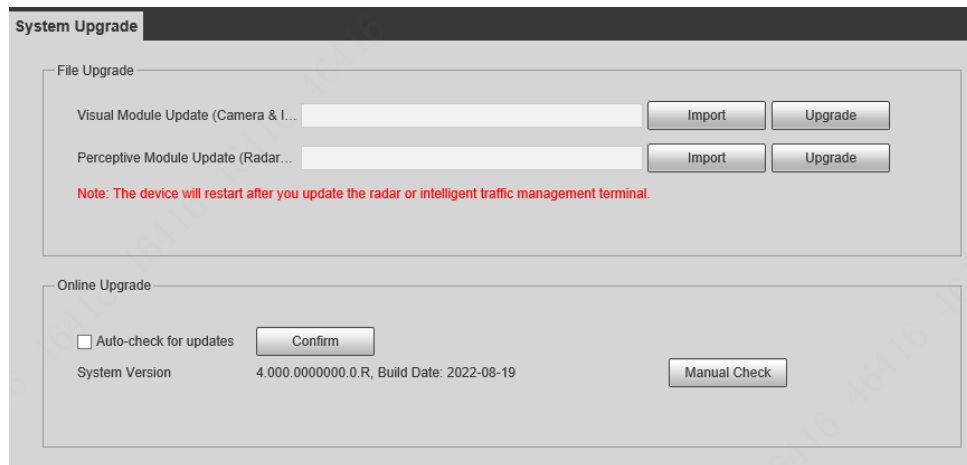 System Upgrade
File Upgrade
Visual Module Update (Camera & I... Import Upgrade
Perceptive Module Update (Radar... Import Upgrade
Note: The device will restart after you update the radar or intelligent traffic management terminal.
Online Upgrade
Auto-check for updates Confirm
System Version 4.000.0000000.0.R, Build Date: 2022-08-19 Manual Check